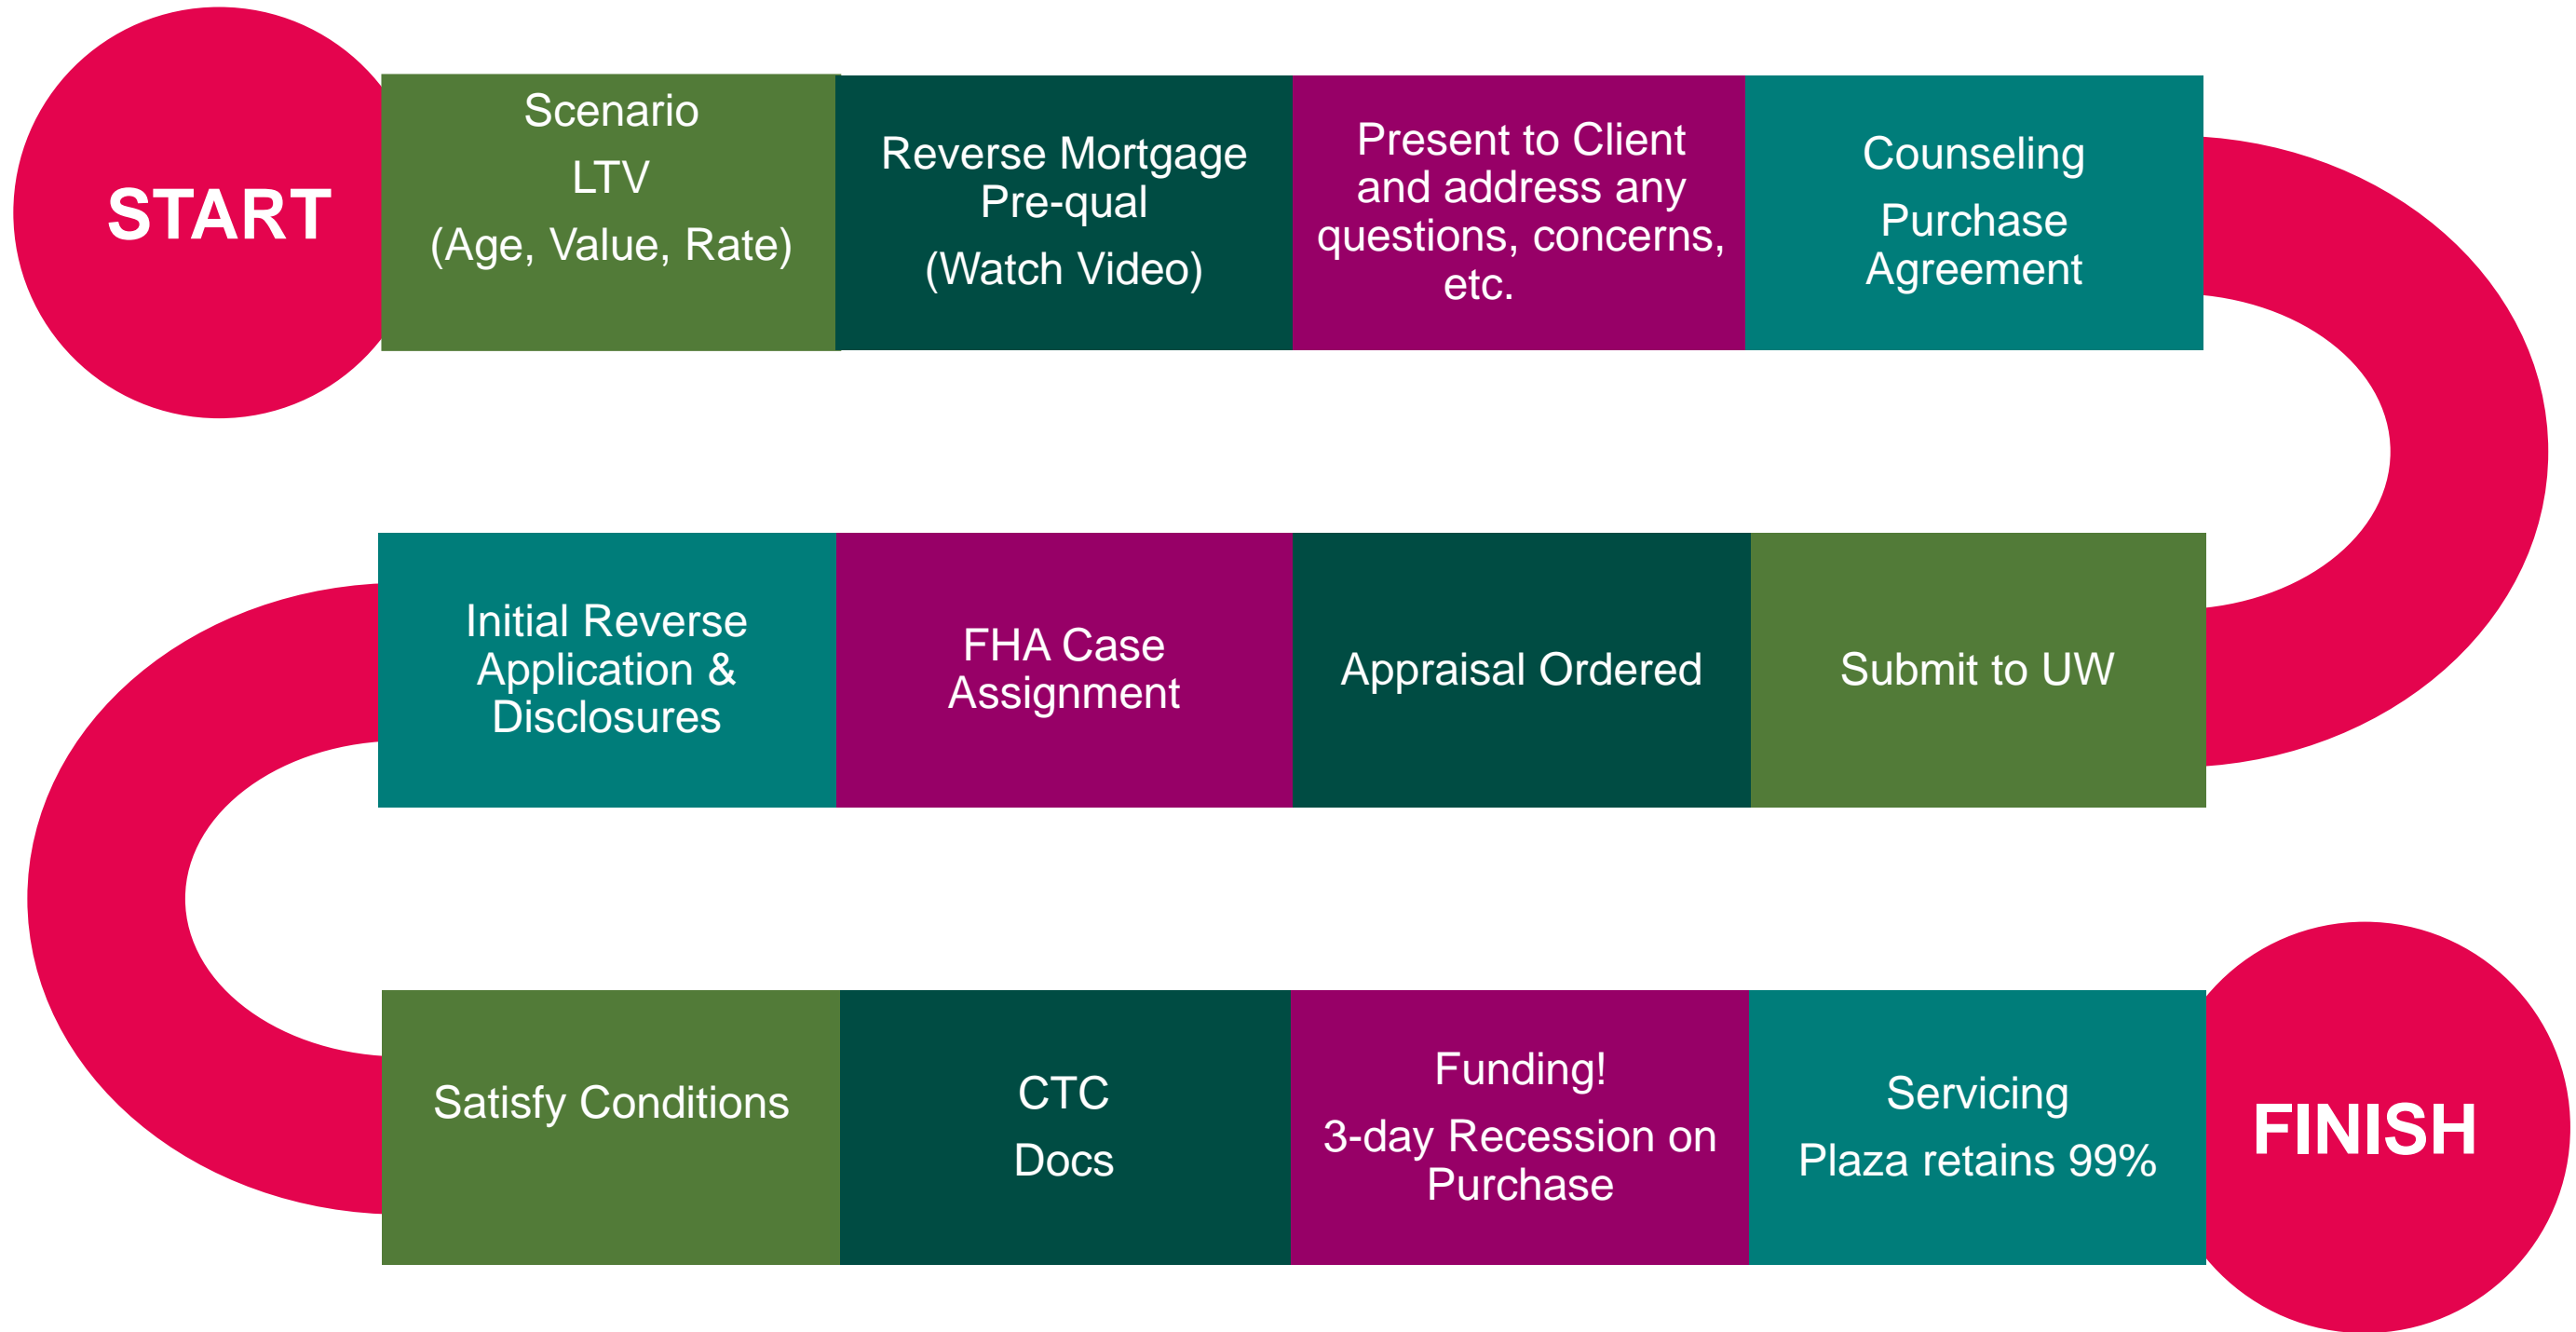 START
Scenario
LTV
(Age, Value, Rate)
Reverse Mortgage
Pre-qual
(Watch Video)
Present to Client
and address any
questions, concerns,
etc.
Counseling
Purchase
Agreement
Initial Reverse
Application &
Disclosures
FHA Case
Assignment
Appraisal Ordered
Submit to UW
Satisfy Conditions
CTC
Docs
Funding!
3-day Recession on
Purchase
Servicing
Plaza retains 99%
FINISH